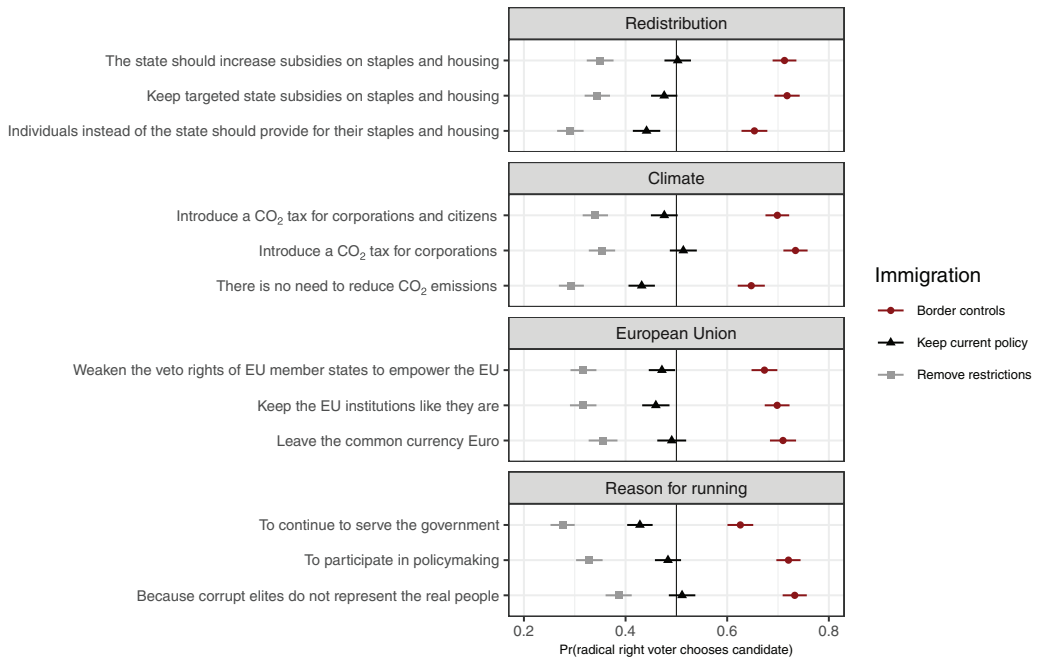 Redistribution
The state should increase subsidies on staples and housing
Keep targeted state subsidies on staples and housing
Individuals instead of the state should provide for their staples and housing
Climate
Introduce a CO₂ tax for corporations and citizens
Introduce a CO₂ tax for corporations
There is no need to reduce CO₂ emissions
European Union
Weaken the veto rights of EU member states to empower the EU
Keep the EU institutions like they are
Leave the common currency Euro
Reason for running
To continue to serve the government
To participate in policymaking
Because corrupt elites do not represent the real people
0.2 0.4 0.6 0.8
Pr(radical right voter chooses candidate)
Immigration
Border controls
Keep current policy
Remove restrictions